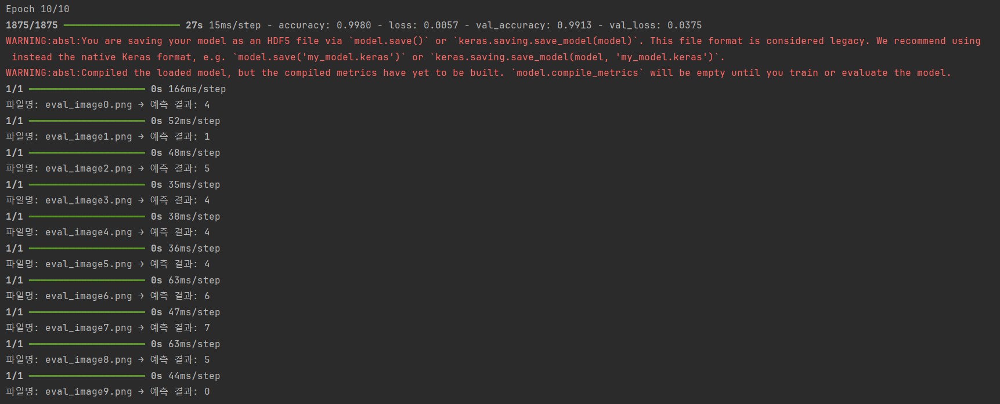 Epoch 10/10
1875/1875 ━━━━━━━━━━━━━━━━━━━━ 27s 15ms/step - accuracy: 0.9980 - loss: 0.0057 - val_accuracy: 0.9913 - val_loss: 0.0375
WARNING:absl:You are saving your model as an HDF5 file via `model.save()` or `keras.saving.save_model(model)`. This file format is considered legacy. We recommend using
instead the native Keras format, e.g. `model.save('my_model.keras')` or `keras.saving.save_model(model, 'my_model.keras')`.
WARNING:absl:Compiled the loaded model, but the compiled metrics have yet to be built. `model.compile_metrics` will be empty until you train or evaluate the model.
1/1 ━━━━━━━━━━━━━━━━━━━━ 0s 166ms/step
파일명: eval_image0.png → 예측 결과: 4
1/1 ━━━━━━━━━━━━━━━━━━━━ 0s 52ms/step
파일명: eval_image1.png → 예측 결과: 1
1/1 ━━━━━━━━━━━━━━━━━━━━ 0s 48ms/step
파일명: eval_image2.png → 예측 결과: 5
1/1 ━━━━━━━━━━━━━━━━━━━━ 0s 35ms/step
파일명: eval_image3.png → 예측 결과: 4
1/1 ━━━━━━━━━━━━━━━━━━━━ 0s 38ms/step
파일명: eval_image4.png → 예측 결과: 4
1/1 ━━━━━━━━━━━━━━━━━━━━ 0s 36ms/step
파일명: eval_image5.png → 예측 결과: 4
1/1 ━━━━━━━━━━━━━━━━━━━━ 0s 63ms/step
파일명: eval_image6.png → 예측 결과: 6
1/1 ━━━━━━━━━━━━━━━━━━━━ 0s 47ms/step
파일명: eval_image7.png → 예측 결과: 7
1/1 ━━━━━━━━━━━━━━━━━━━━ 0s 63ms/step
파일명: eval_image8.png → 예측 결과: 5
1/1 ━━━━━━━━━━━━━━━━━━━━ 0s 44ms/step
파일명: eval_image9.png → 예측 결과: 0